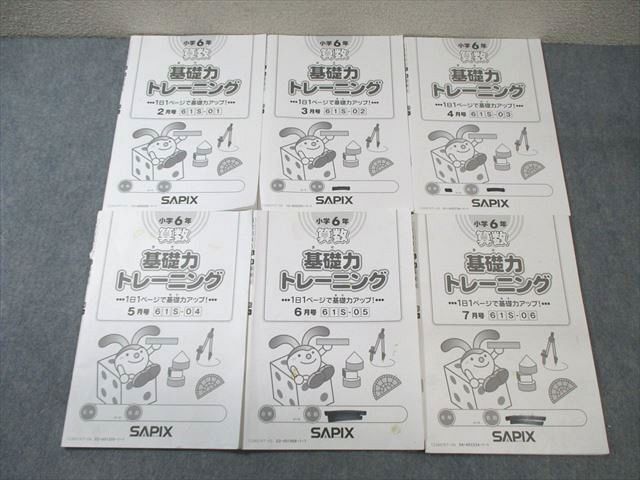 小学6年
算数
基礎力
トレーニング
1日1ページで基礎力アップ!
2月号 61S-01
SAPIX
小学6年
算数
基礎力
トレーニング
1日1ページで基礎力アップ!
3月号 61S-02
SAPIX
小学6年
算数
基礎力
トレーニング
1日1ページで基礎力アップ!
4月号 61S-03
SAPIX
小学6年
算数
基礎力
トレーニング
1日1ページで基礎力アップ!
5月号 61S-04
SAPIX
小学6年
算数
基礎力
トレーニング
1日1ページで基礎力アップ!
6月号 61S-05
SAPIX
小学6年
算数
基礎力
トレーニング
1日1ページで基礎力アップ!
7月号 61S-06
SAPIX